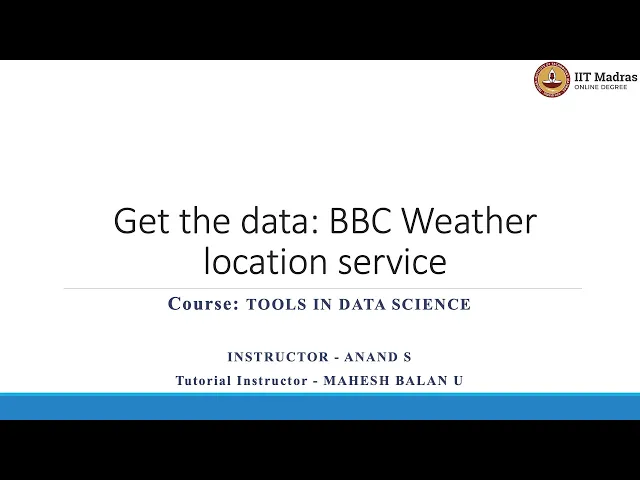 IIT Madras
ONLINE DEGREE
Get the data: BBC Weather
location service
Course: TOOLS IN DATA SCIENCE
INSTRUCTOR - ANAND S
Tutorial Instructor - MAHESH BALAN U